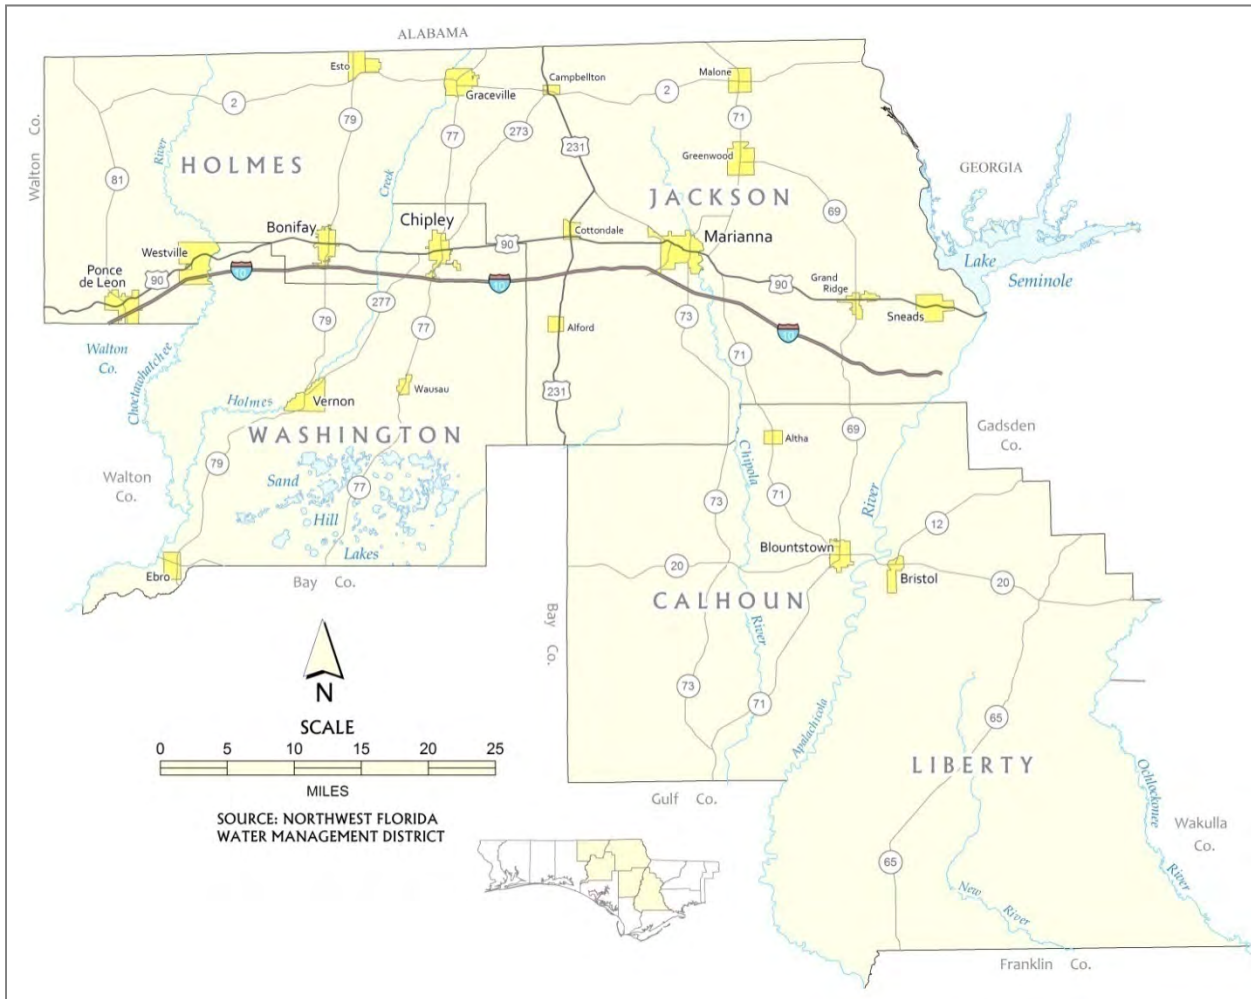 ALABAMA
Esto
Graceville
Campbellton
Malone
2
2
79
77
273
71
231
Walton Co.
River
HOLMES
Creek
Greenwood
GEORGIA
81
JACKSON
69
Bonifay
Chipley
Cottondale
Marianna
Westville
90
Lake
Seminole
Ponce
de Leon
90
10
10
90
Grand
Ridge
Sneads
277
79
77
Alford
73
10
71
Walton
Co.
Choctawhatchee
231
Wausau
Holmes
Vernon
WASHINGTON
Altha
69
Gadsden
Co.
Chipola
Walton
Co.
79
Sand
77
Hill
Lakes
73
71
River
12
Blountstown
Ebro
Bay Co.
20
Bristol
20
CALHOUN
Bay Co.
River
N
73
71
65
SCALE
0 5 10 15 20 25
MILES
Apalachicola
LIBERTY
Ochlockonee
River
Gulf Co.
SOURCE: NORTHWEST FLORIDA
WATER MANAGEMENT DISTRICT
Wakulla
Co.
65
New
River
Franklin Co.